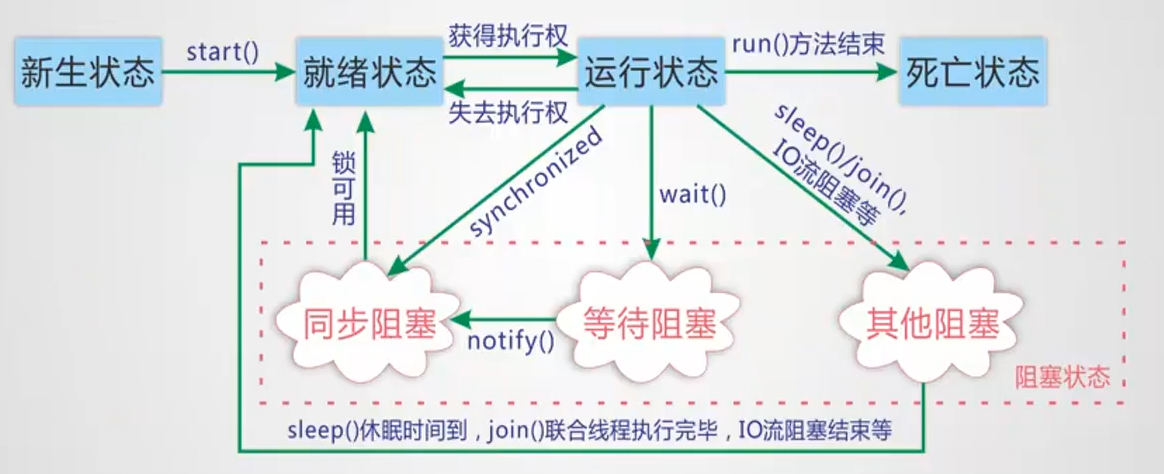 新生状态
start()
就绪状态
获得执行权
失去执行权
运行状态
run()方法结束
死亡状态
锁可用
synchronized
wait()
sleep()/join(),
IO流阻塞等
同步阻塞
notify()
等待阻塞
其他阻塞
阻塞状态
sleep()休眠时间到，join()联合线程执行完毕，IO流阻塞结束等